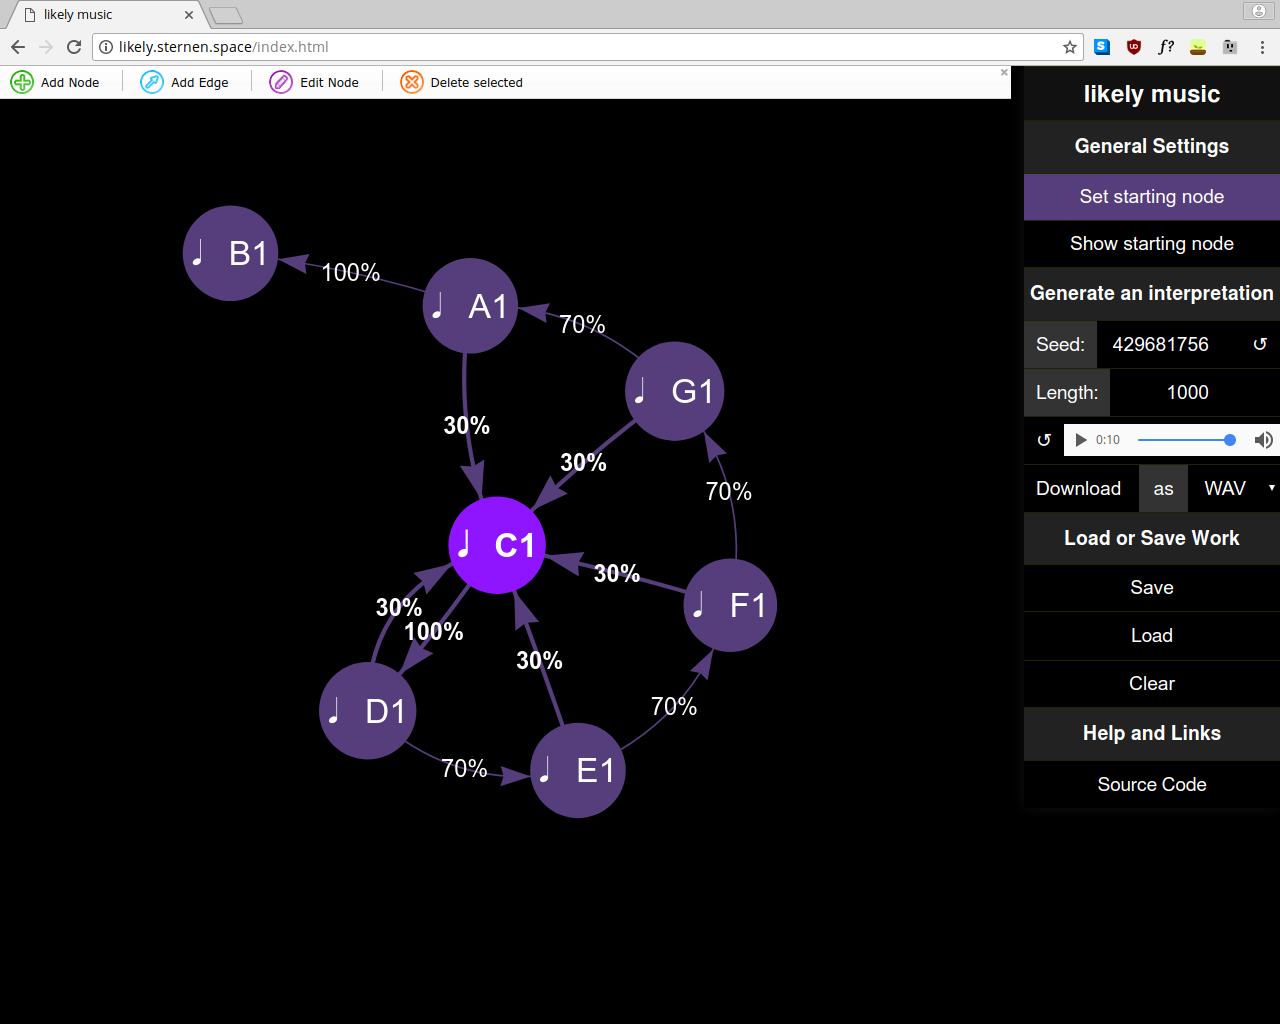 likely music
likely.sternen.space/index.html
Add Node
Add Edge
Edit Node
Delete selected
likely music
General Settings
Set starting node
Show starting node
Generate an interpretation
Seed: 429681756
Length: 1000
0:10
Download as WAV
Load or Save Work
Save
Load
Clear
Help and Links
Source Code
♩ B1
100%
♩ A1
70%
♩ G1
30%
30%
70%
♩ C1
30%
♩ F1
30%
100%
30%
70%
♩ D1
70%
♩ E1